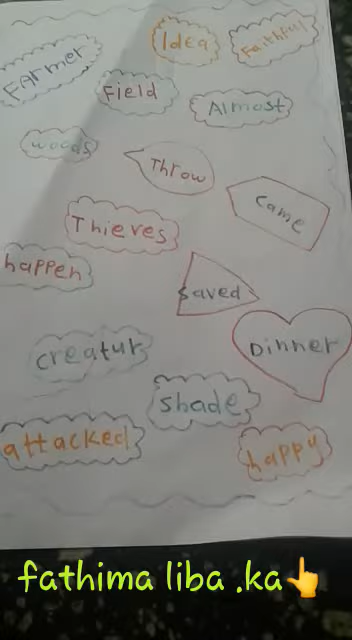 Idea
Faithful
Farmer
Field
Almost
woods
Throw
Came
Thieves
happen
saved
Dinner
creatur
shade
attacked
happy
fathima liba .ka👆